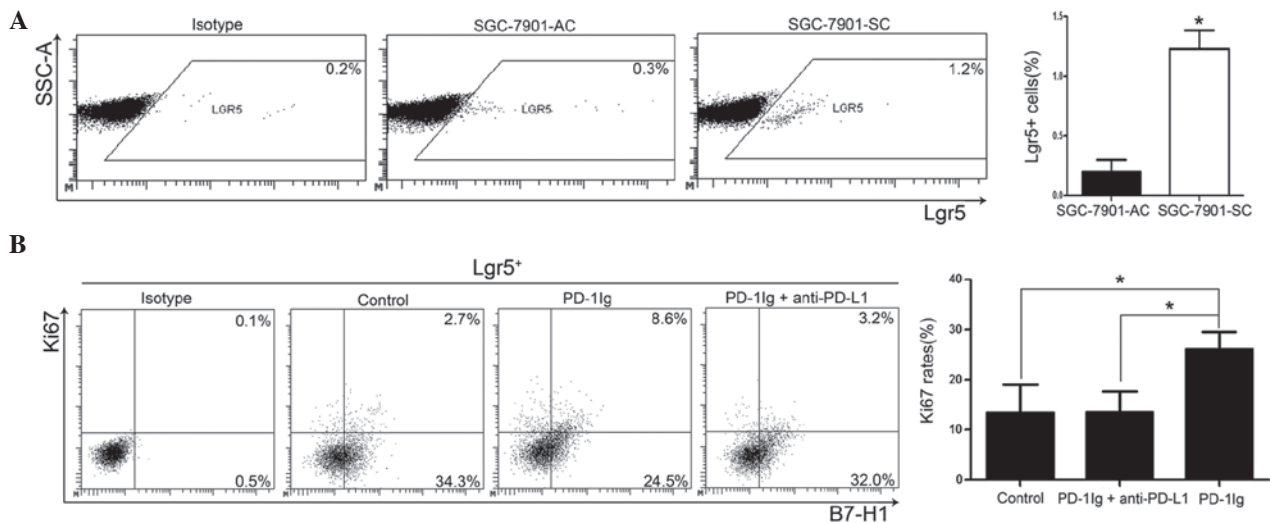 A
Isotype
SGC-7901-AC
SGC-7901-SC
SSC-A
0.2%
LGR5
0.3%
LGR5
1.2%
LGR5
M
M
M
Lgr5
Lgr5+ cells(%)
1.5
1.0
0.5
0.0
*
SGC-7901-AC
SGC-7901-SC
B
Lgr5+
Isotype
Control
PD-1Ig
PD-1Ig + anti-PD-L1
Ki67
0.1%
2.7%
8.6%
3.2%
0.5%
34.3%
24.5%
32.0%
M
M
M
M
B7-H1
Ki67 rates(%)
40
30
20
10
0
*
*
Control
PD-1Ig + anti-PD-L1
PD-1Ig